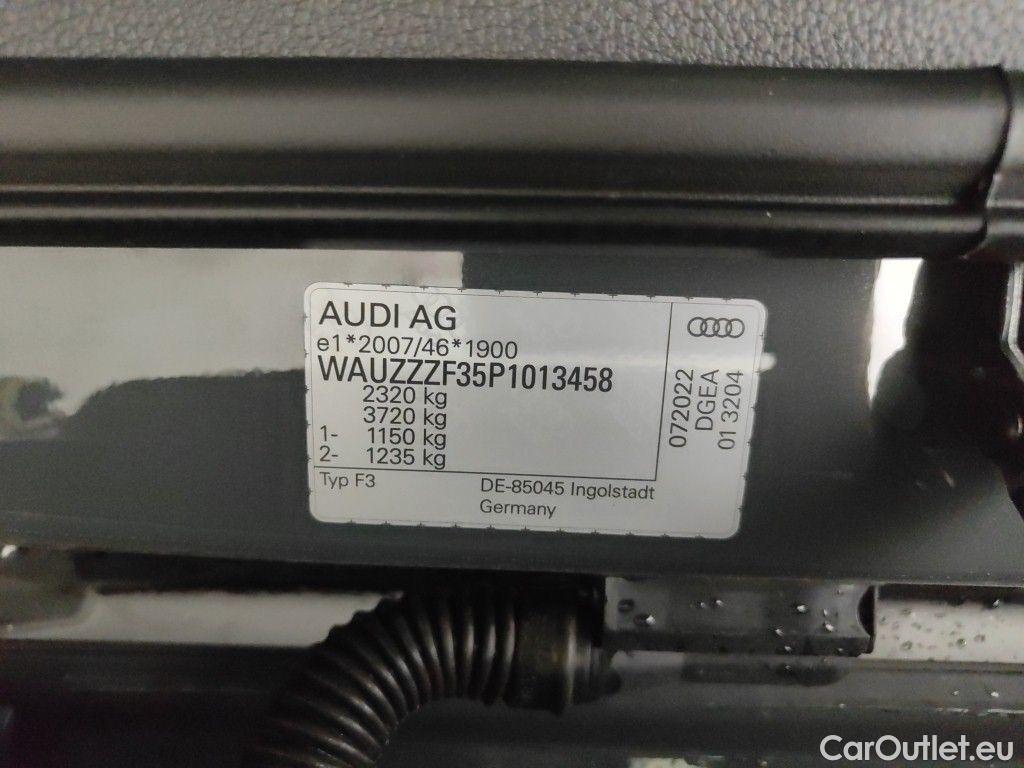 AUDI AG
e1*2007/46*1900
WAUZZZF35P1013458
2320 kg
3720 kg
1- 1150 kg
2- 1235 kg
Typ F3
DE-85045 Ingolstadt
Germany
072022
DGEA
01 3204
CarOutlet.eu